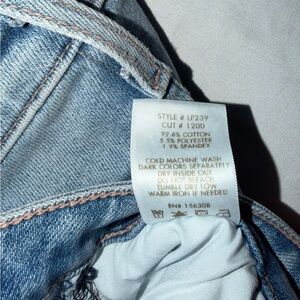 STYLE # LP239
CUT # 1200
92.6% COTTON
5.5% POLYESTER
1.9% SPANDEX
COLD MACHINE WASH
DARK COLORS SEPARATELY
DRY INSIDE OUT
DO NOT BLEACH
TUMBLE DRY LOW
WARM IRON IF NEEDED
RN# 156308